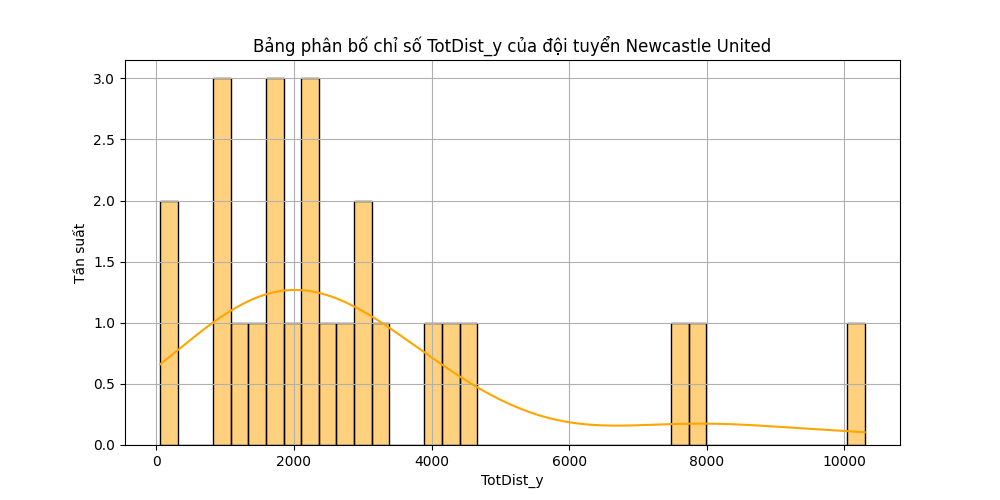 Bảng phân bố chỉ số TotDist_y của đội tuyển Newcastle United
3.0
2.5
2.0
1.5
1.0
0.5
0.0
Tần suất
0 2000 4000 6000 8000 10000
TotDist_y